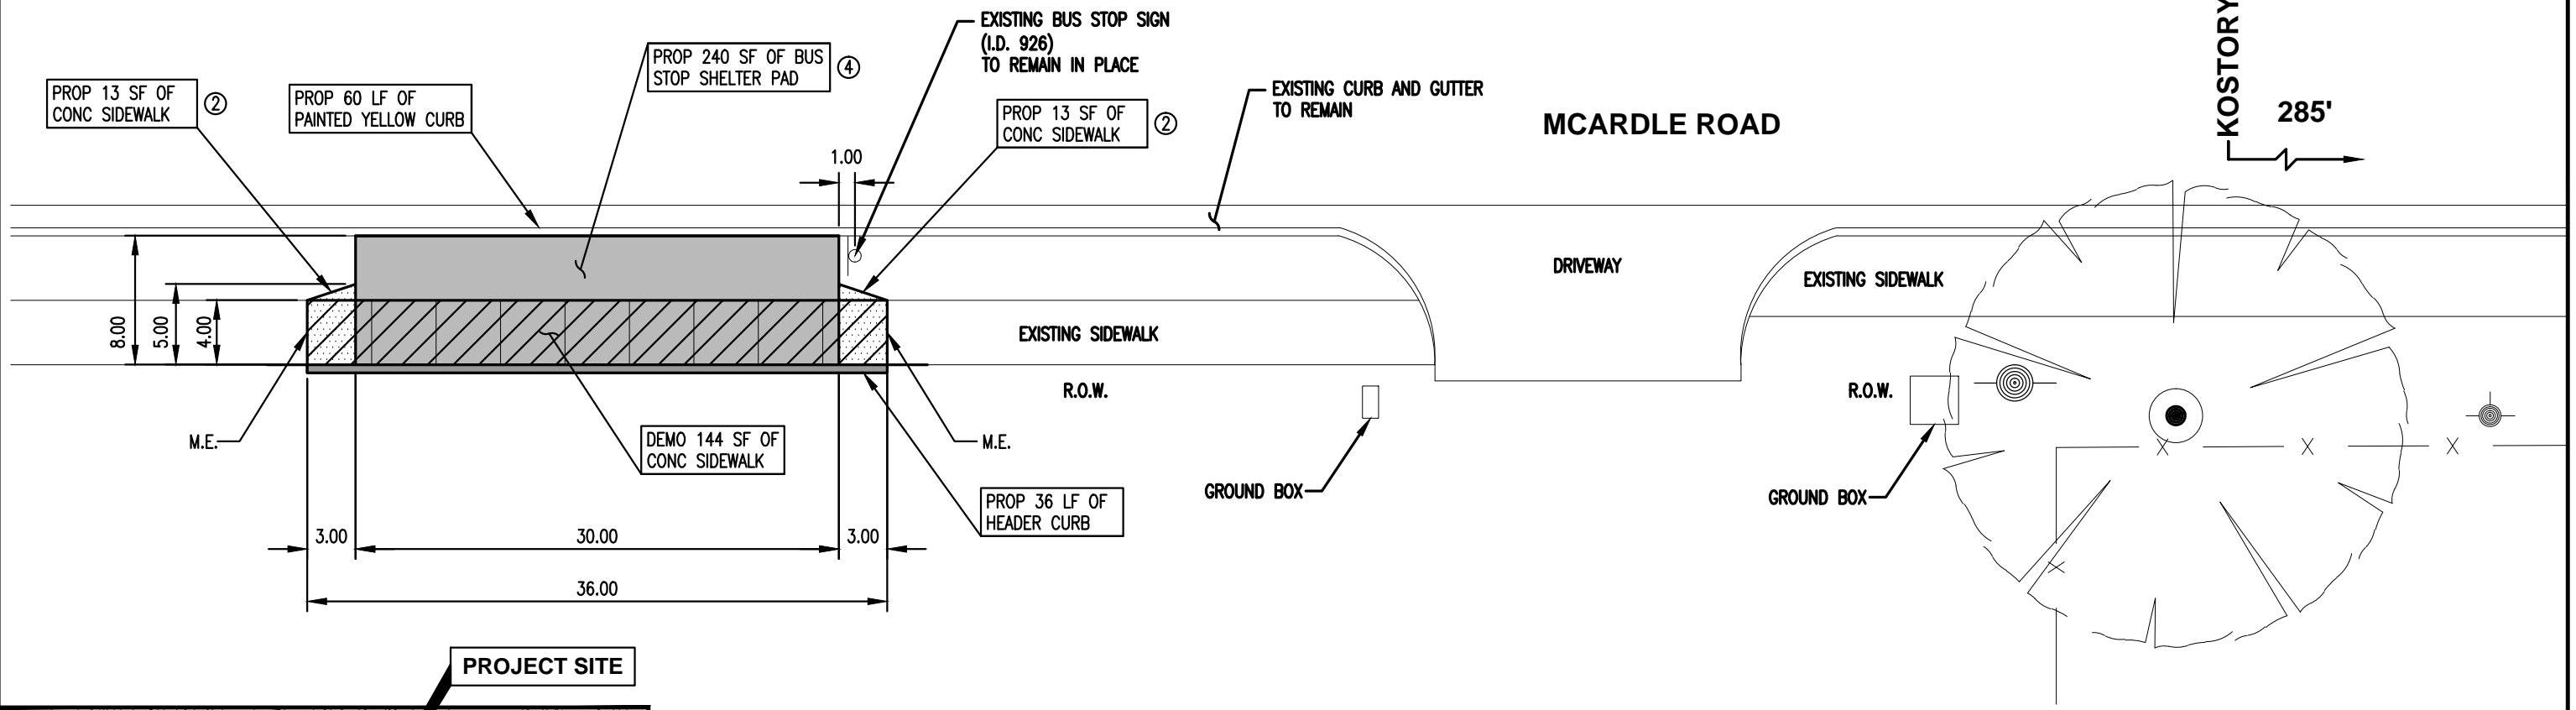 EXISTING BUS STOP SIGN
(I.D. 926)
TO REMAIN IN PLACE
PROP 240 SF OF BUS
STOP SHELTER PAD
4
PROP 13 SF OF
CONC SIDEWALK
2
PROP 60 LF OF
PAINTED YELLOW CURB
PROP 13 SF OF
CONC SIDEWALK
2
EXISTING CURB AND GUTTER
TO REMAIN
MCARDLE ROAD
KOSTORY
285'
1.00
8.00
5.00
4.00
DRIVEWAY
EXISTING SIDEWALK
EXISTING SIDEWALK
R.O.W.
R.O.W.
M.E.
DEMO 144 SF OF
CONC SIDEWALK
M.E.
GROUND BOX
GROUND BOX
PROP 36 LF OF
HEADER CURB
3.00
30.00
3.00
36.00
X
X
X
X
PROJECT SITE